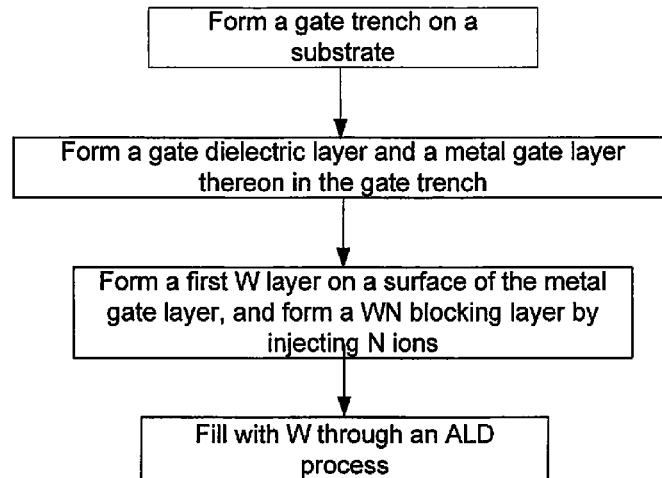 Form a gate trench on a
substrate
Form a gate dielectric layer and a metal gate layer
thereon in the gate trench
Form a first W layer on a surface of the metal
gate layer, and form a WN blocking layer by
injecting N ions
Fill with W through an ALD
process